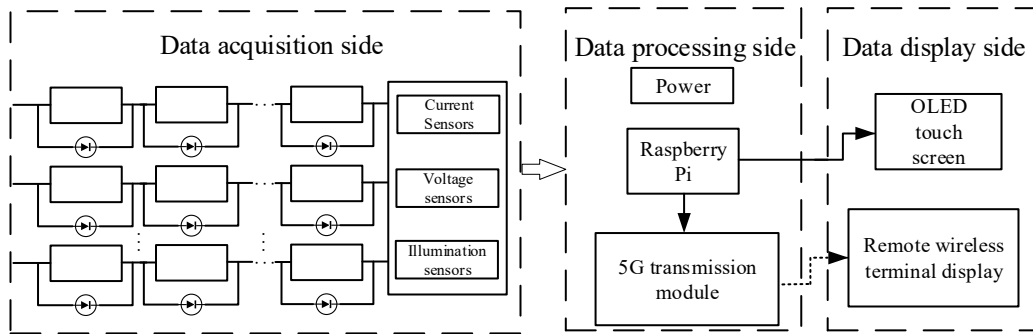 Data acquisition side
Current
Sensors
Voltage
sensors
Illumination
sensors
Data processing side
Power
Raspberry
Pi
5G transmission
module
Data display side
OLED
touch
screen
Remote wireless
terminal display